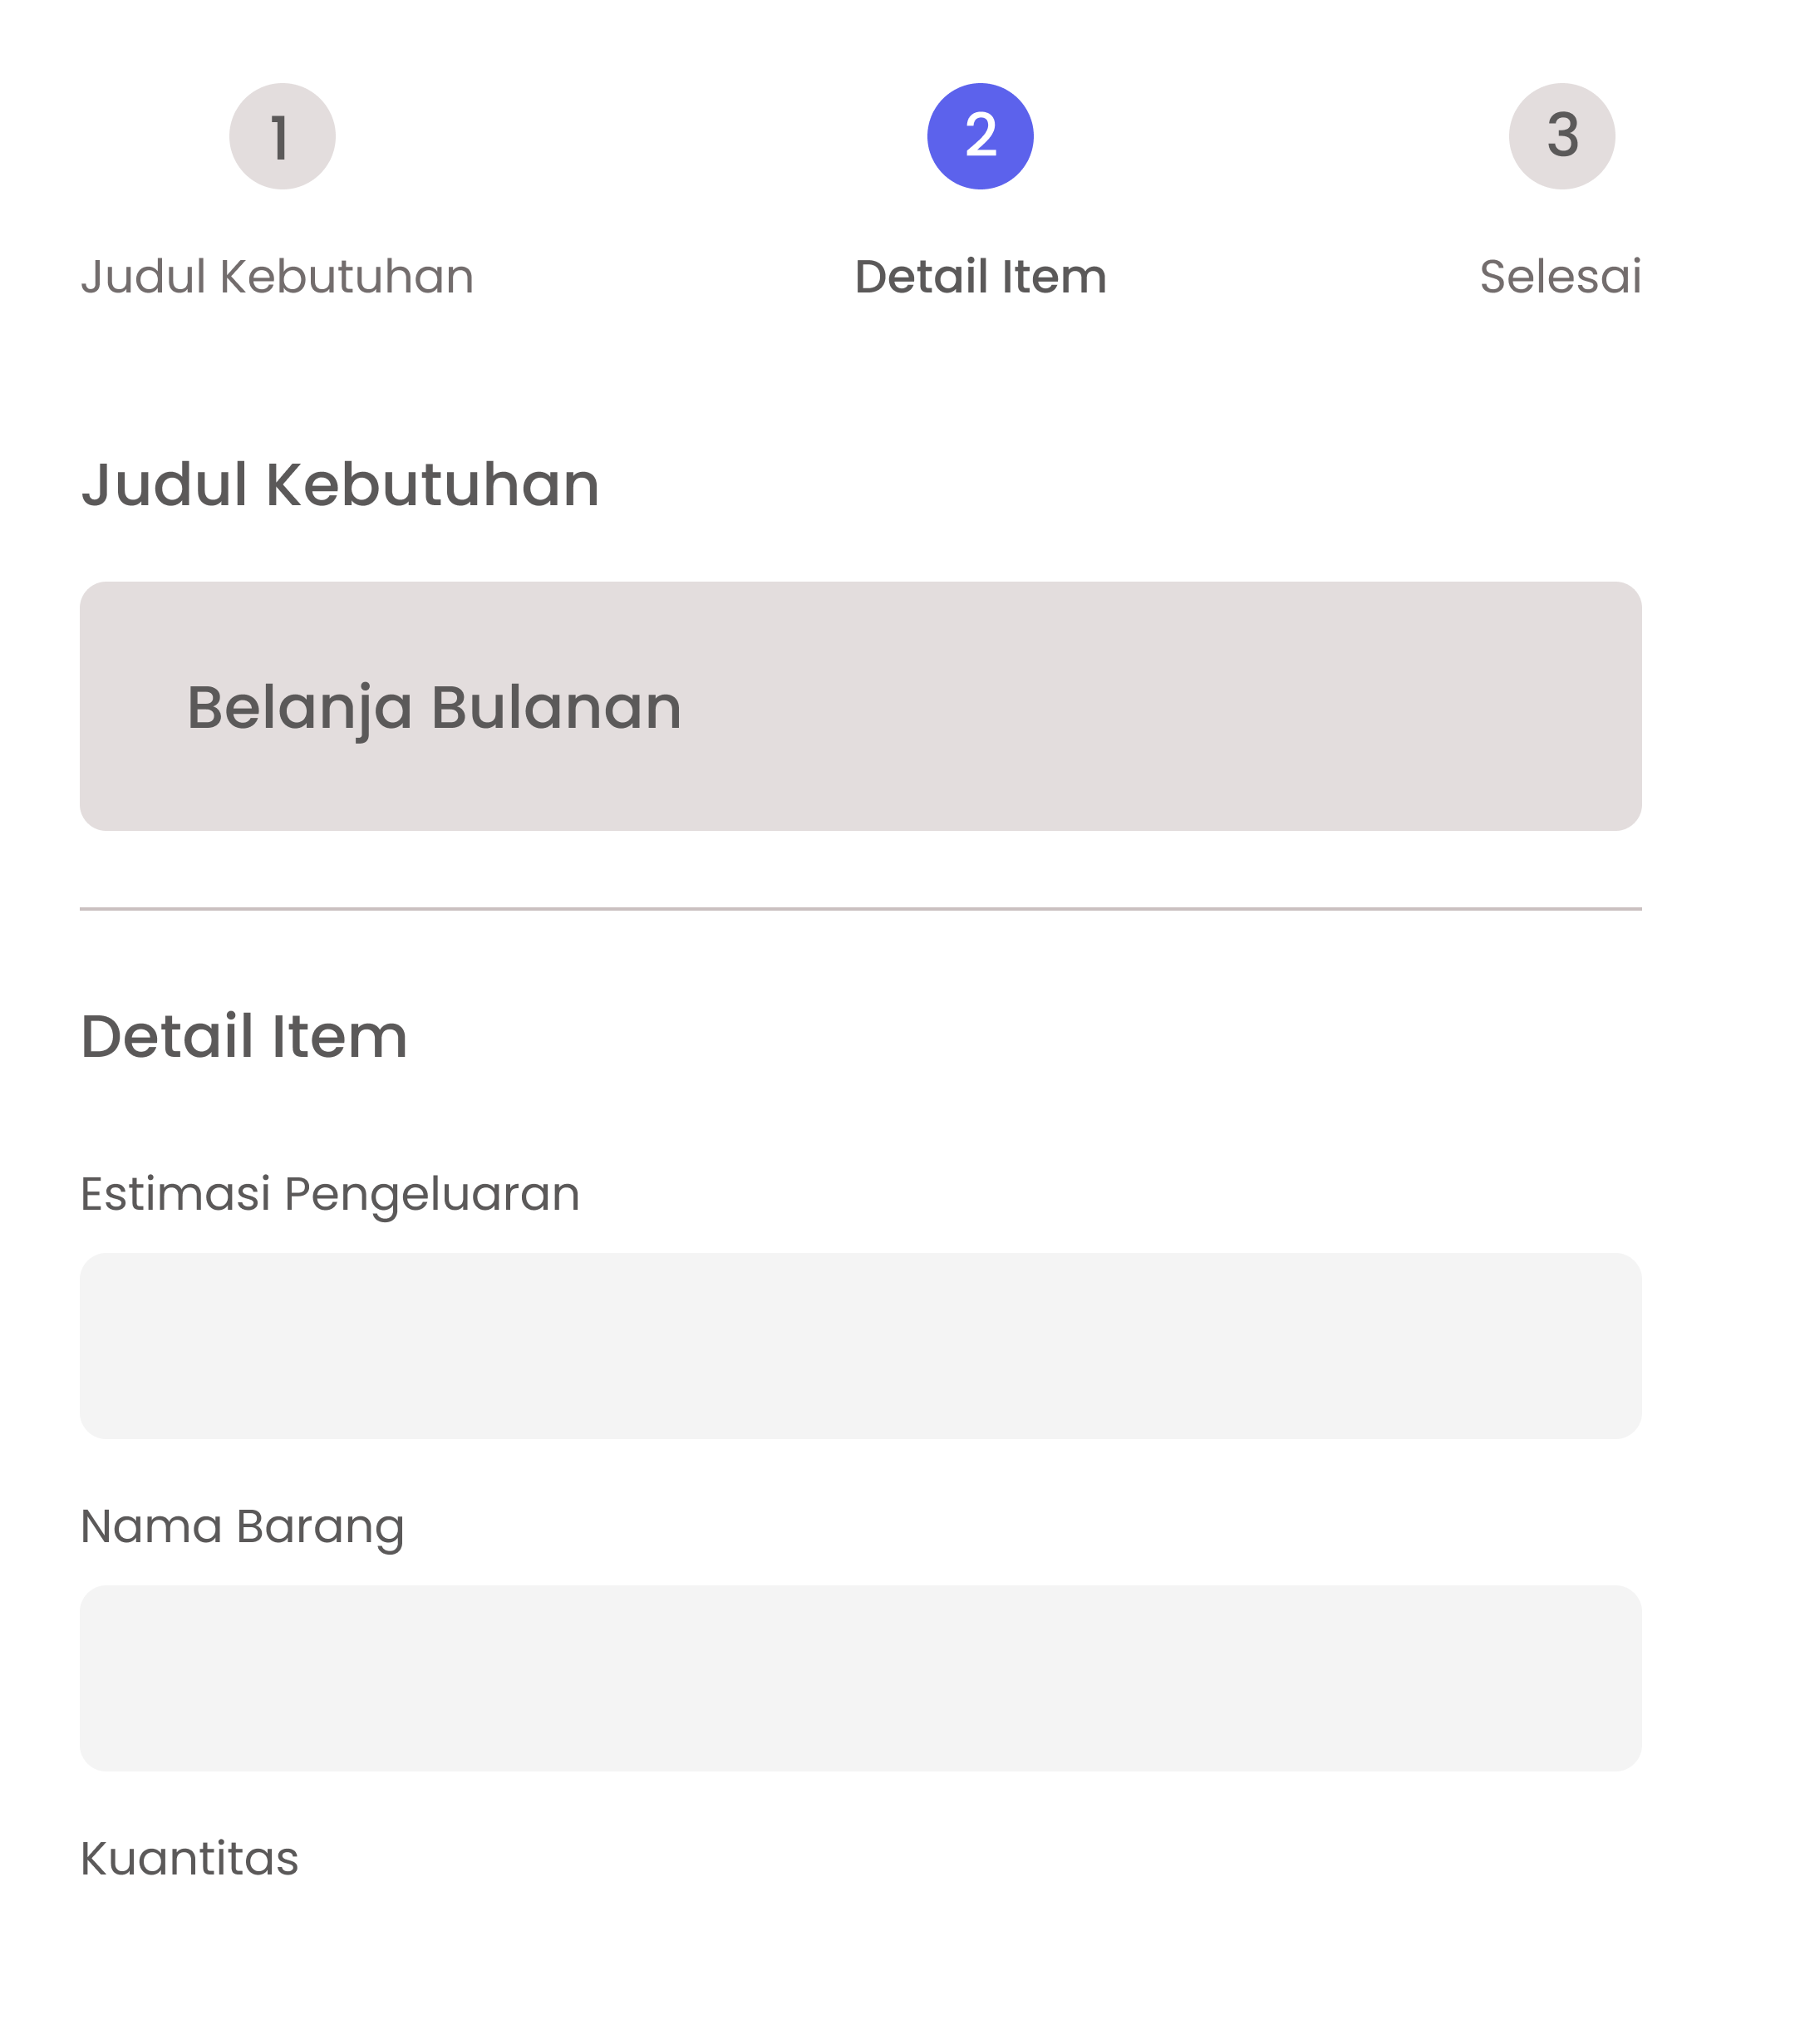 1
2
3
Judul Kebutuhan
Detail Item
Selesai
Judul Kebutuhan
Belanja Bulanan
Detail Item
Estimasi Pengeluaran
Nama Barang
Kuantitas